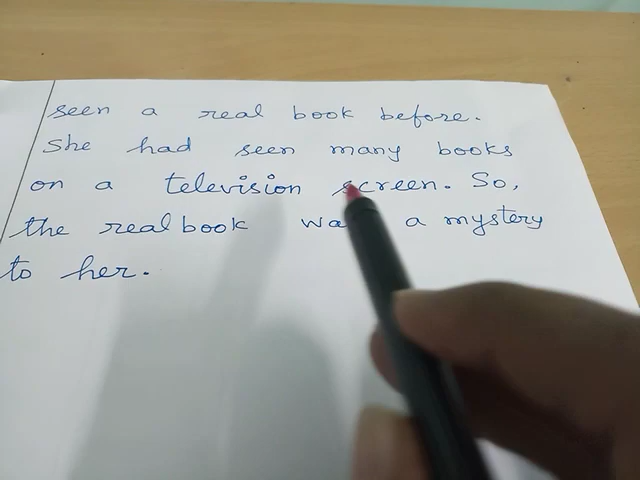 seen a real book before.
She had seen many books
on a television screen. So,
the real book was a mystery
to her.